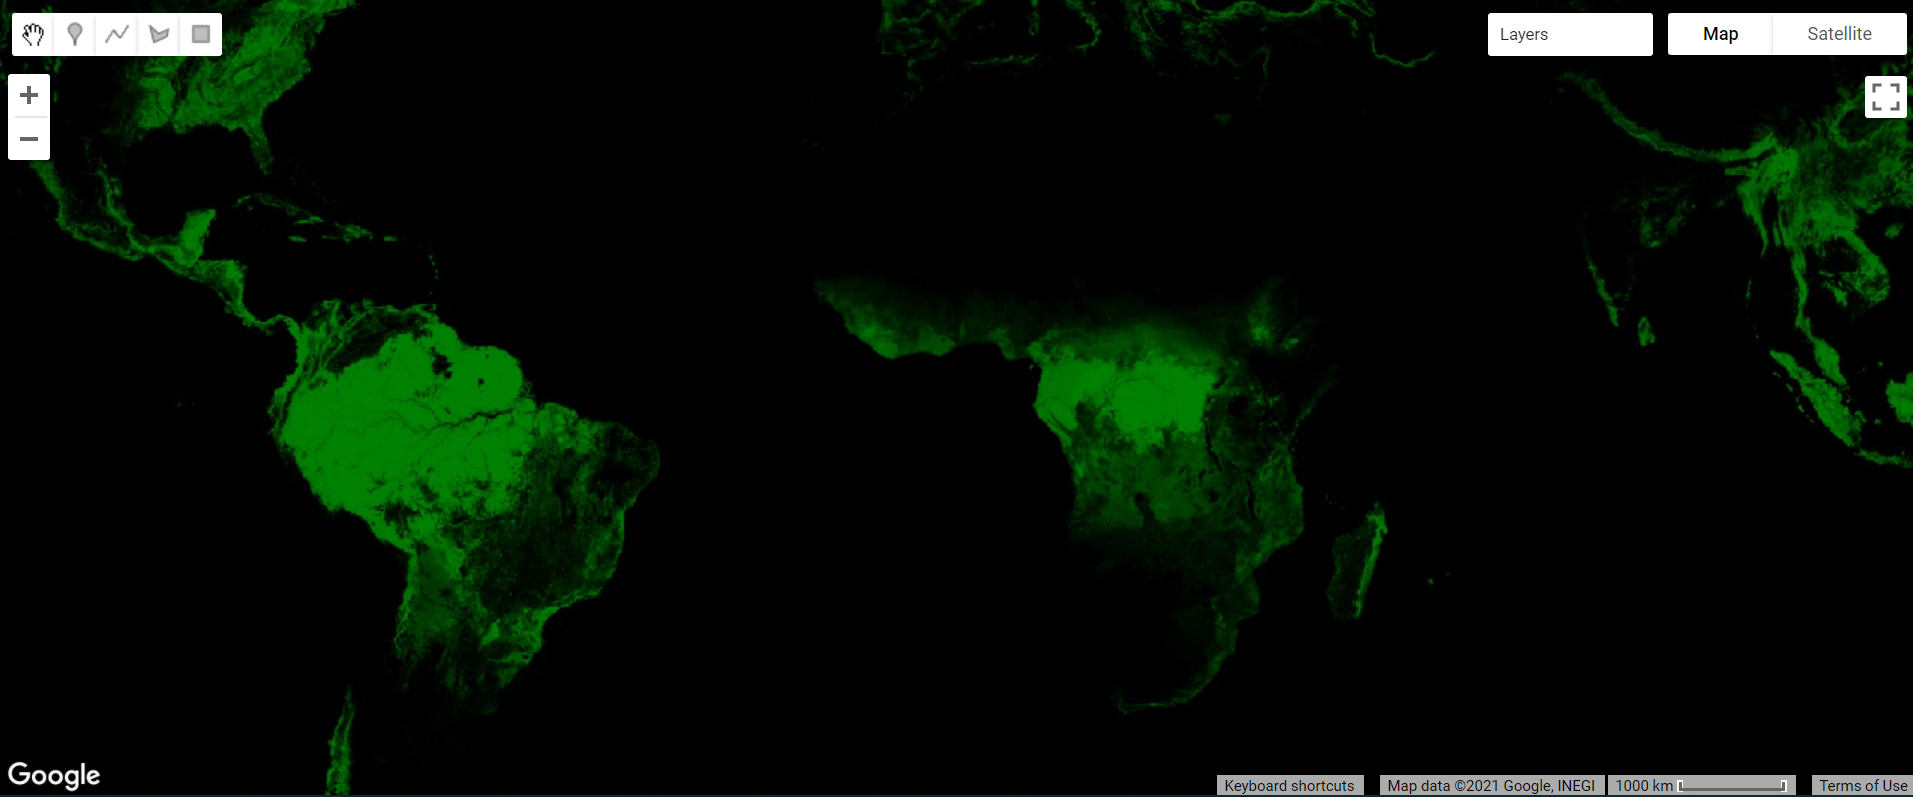 Layers
Map
Satellite
Google
Keyboard shortcuts
Map data ©2021 Google, INEGI
1000 km
Terms of Use